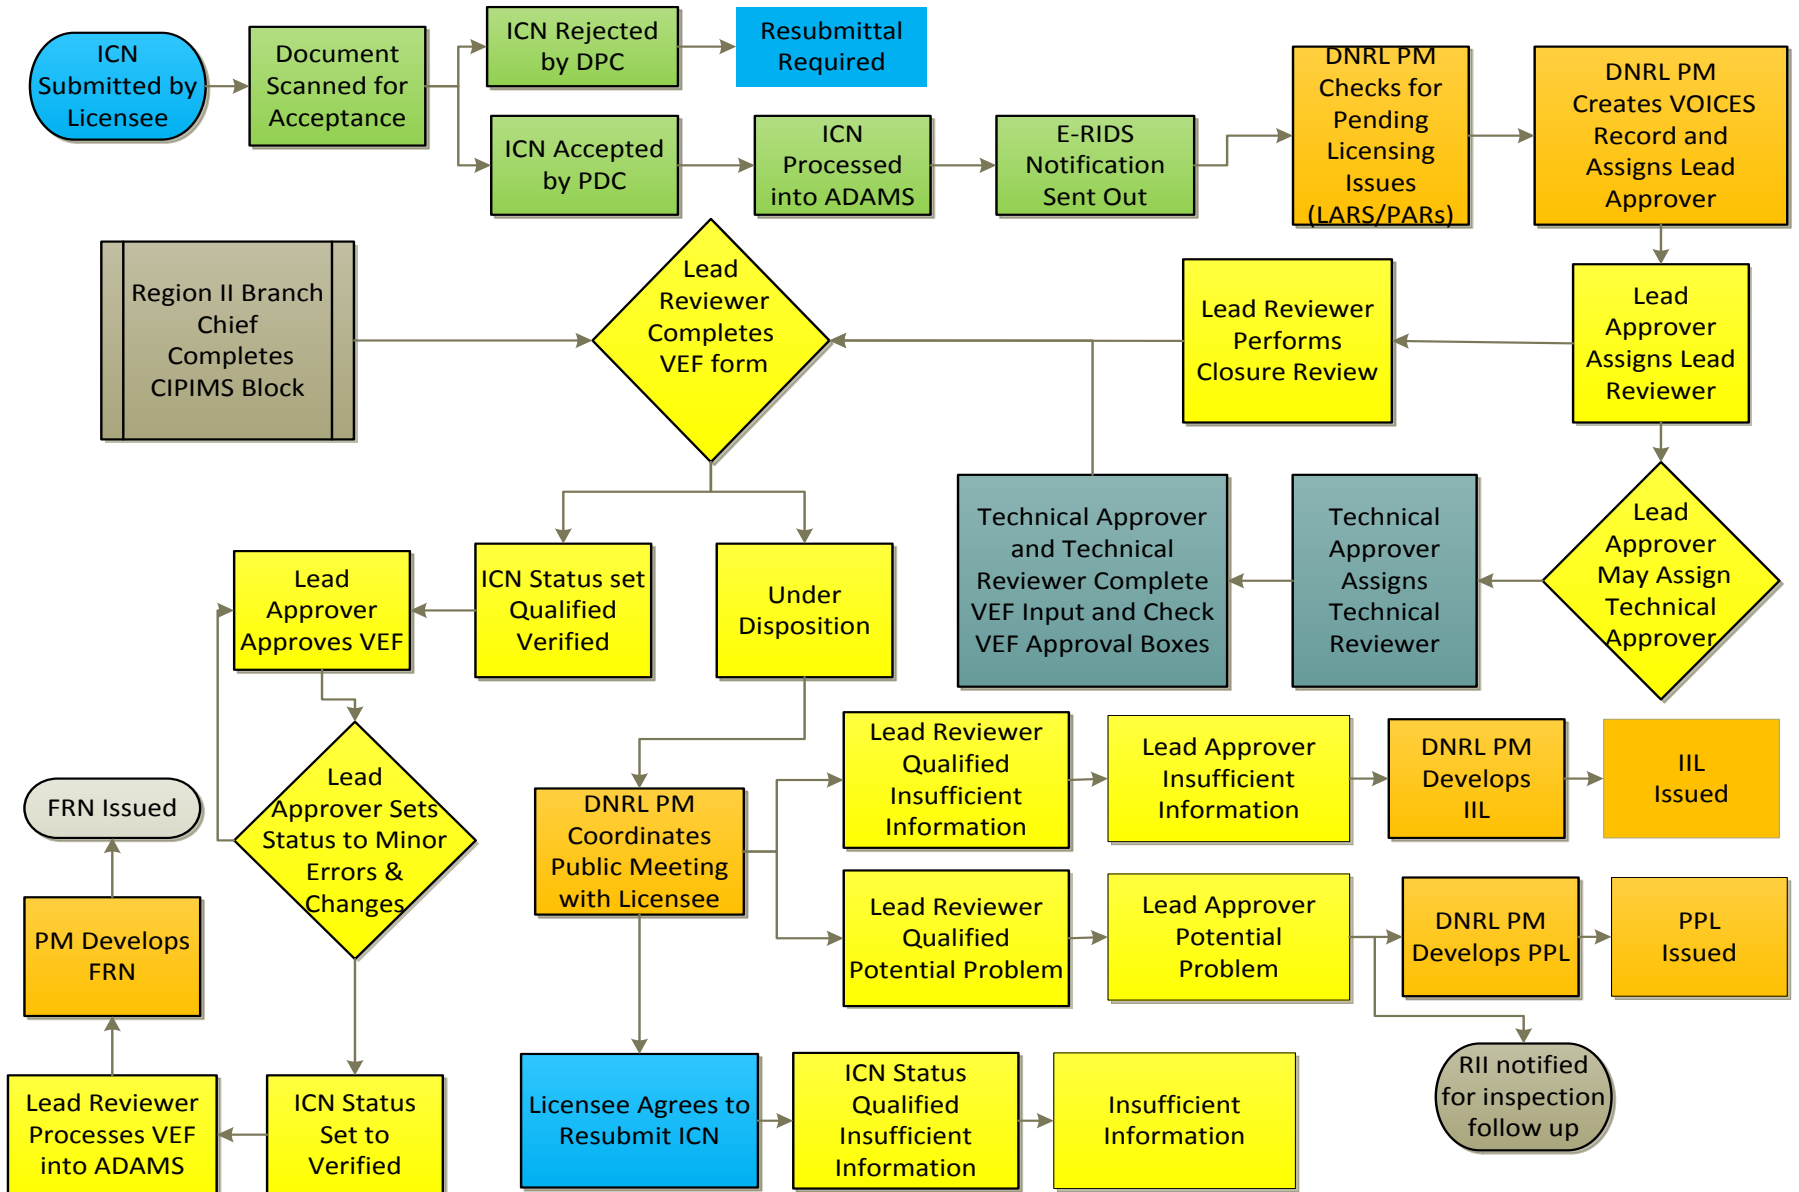 ICN
Submitted by
Licensee
Document
Scanned for
Acceptance
ICN Rejected
by DPC
Resubmittal
Required
ICN Accepted
by PDC
ICN
Processed
into ADAMS
E-RIDS
Notification
Sent Out
DNRL PM
Checks for
Pending
Licensing
Issues
(LARS/PARs)
DNRL PM
Creates VOICES
Record and
Assigns Lead
Approver
Region II Branch
Chief
Completes
CIPIMS Block
Lead
Reviewer
Completes
VEF form
Lead Reviewer
Performs
Closure Review
Lead
Approver
Assigns Lead
Reviewer
Lead
Approver
Approves VEF
ICN Status set
Qualified
Verified
Under
Disposition
Technical Approver
and Technical
Reviewer Complete
VEF Input and Check
VEF Approval Boxes
Technical
Approver
Assigns
Technical
Reviewer
Lead
Approver
May Assign
Technical
Approver
FRN Issued
Lead
Approver Sets
Status to Minor
Errors &
Changes
DNRL PM
Coordinates
Public Meeting
with Licensee
Lead Reviewer
Qualified
Insufficient
Information
Lead Approver
Insufficient
Information
DNRL PM
Develops
IIL
IIL
Issued
PM Develops
FRN
Lead Reviewer
Qualified
Potential Problem
Lead Approver
Potential
Problem
DNRL PM
Develops PPL
PPL
Issued
Lead Reviewer
Processes VEF
into ADAMS
ICN Status
Set to
Verified
Licensee Agrees to
Resubmit ICN
ICN Status
Qualified
Insufficient
Information
Insufficient
Information
RII notified
for inspection
follow up